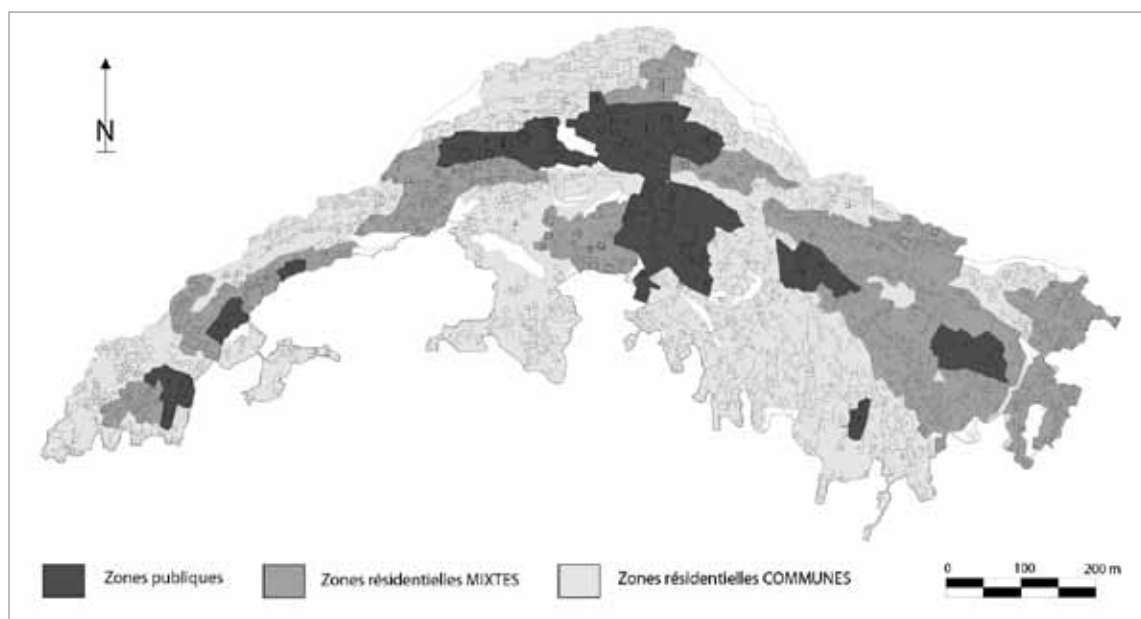 N
Zones publiques
Zones résidentielles MIXTES
Zones résidentielles COMMUNES
0 100 200 m